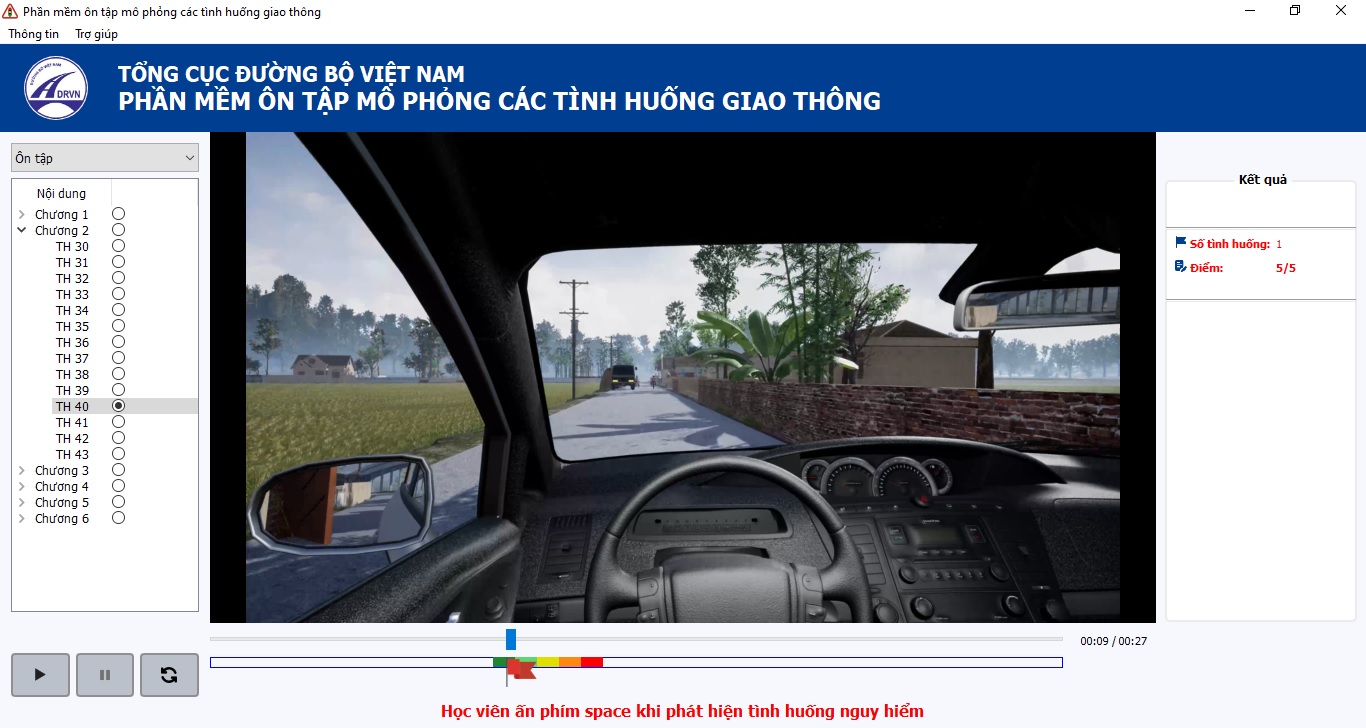 Phần mềm ôn tập mô phỏng các tình huống giao thông
Thông tin Trợ giúp
ĐƯỜNG BỘ VIỆT NAM
DRVN
TỔNG CỤC ĐƯỜNG BỘ VIỆT NAM
PHẦN MỀM ÔN TẬP MÔ PHỎNG CÁC TÌNH HUỐNG GIAO THÔNG
Ôn tập
Nội dung
Chương 1
Chương 2
TH 30
TH 31
TH 32
TH 33
TH 34
TH 35
TH 36
TH 37
TH 38
TH 39
TH 40
TH 41
TH 42
TH 43
Chương 3
Chương 4
Chương 5
Chương 6
Kết quả
Số tình huống: 1
Điểm: 5/5
00:09 / 00:27
Học viên ấn phím space khi phát hiện tình huống nguy hiểm